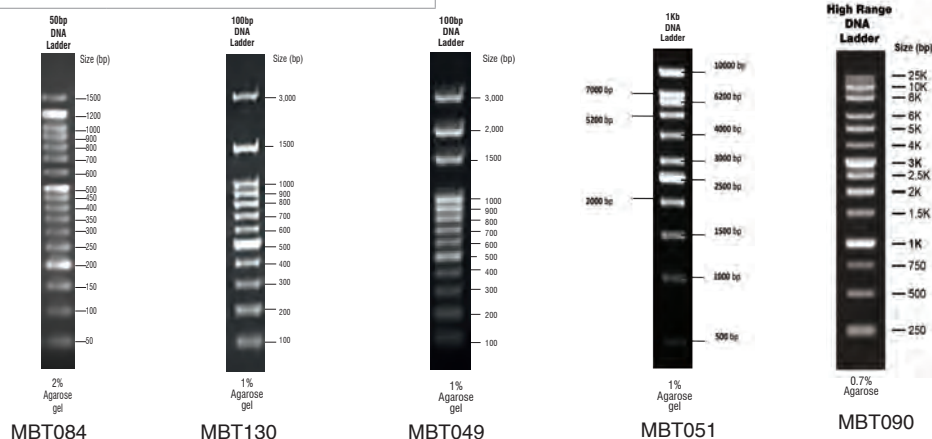 50bp
DNA
Ladder
Size (bp)
1500
1200
1000
900
800
700
600
500
450
400
350
300
250
200
150
100
50
2%
Agarose
gel
MBT084
100bp
DNA
Ladder
Size (bp)
3,000
1500
1000
900
800
700
600
500
400
300
200
100
1%
Agarose
gel
MBT130
100bp
DNA
Ladder
Size (bp)
3,000
2,000
1500
1000
900
800
700
600
500
400
300
200
100
1%
Agarose
gel
MBT049
1Kb
DNA
Ladder
10000 bp
7000 bp
6200 bp
5200 bp
4000 bp
3000 bp
2500 bp
2000 bp
1500 bp
1000 bp
500 bp
1%
Agarose
gel
MBT051
High Range
DNA
Ladder
Size (bp)
25K
10K
8K
6K
5K
4K
3K
2.5K
2K
1.5K
1K
750
500
250
0.7%
Agarose
MBT090